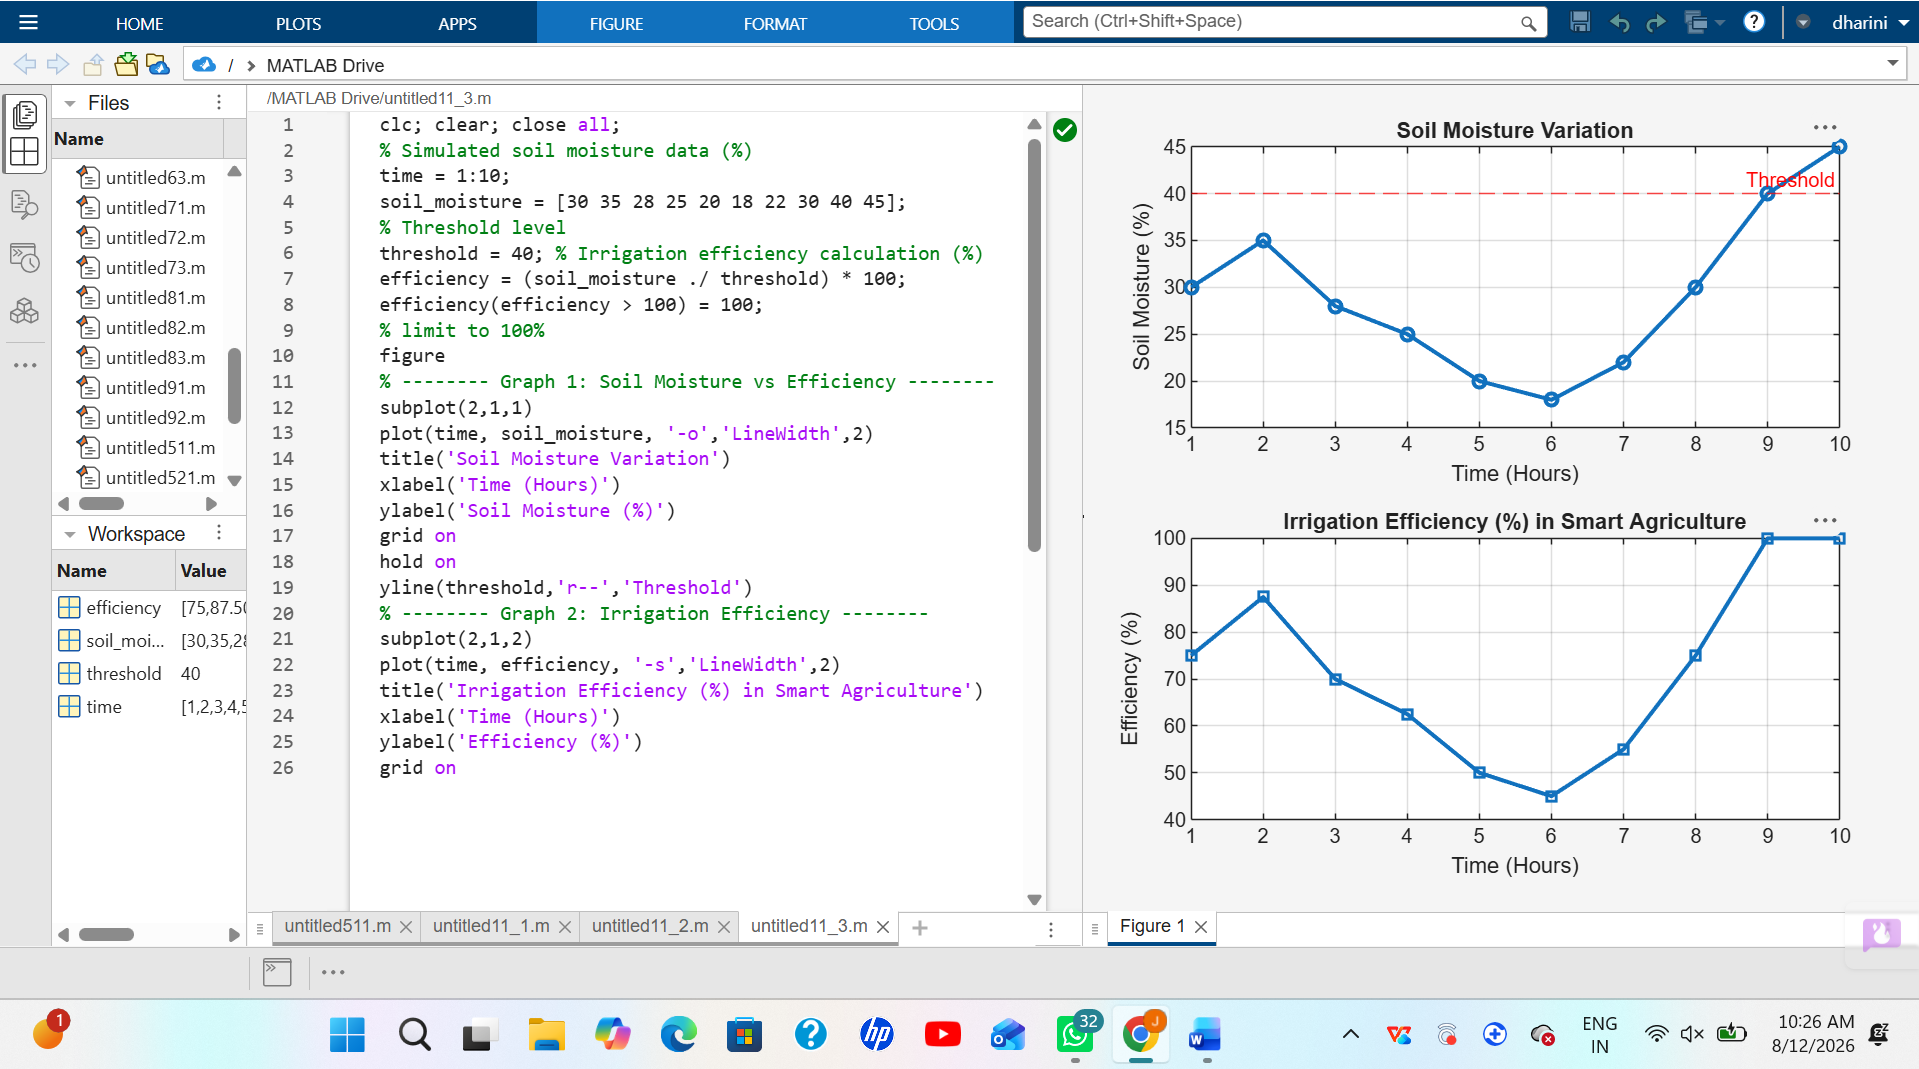 HOME PLOTS APPS FIGURE FORMAT TOOLS Search (Ctrl+Shift+Space) dharini
/ MATLAB Drive
Files
Name
untitled63.m
untitled71.m
untitled72.m
untitled73.m
untitled81.m
untitled82.m
untitled83.m
untitled91.m
untitled92.m
untitled511.m
untitled521.m
Workspace
Name Value
efficiency [75,87.50
soil_moi... [30,35,28
threshold 40
time [1,2,3,4,5
/MATLAB Drive/untitled11_3.m
1 clc; clear; close all;
2 % Simulated soil moisture data (%)
3 time = 1:10;
4 soil_moisture = [30 35 28 25 20 18 22 30 40 45];
5 % Threshold level
6 threshold = 40; % Irrigation efficiency calculation (%)
7 efficiency = (soil_moisture ./ threshold) * 100;
8 efficiency(efficiency > 100) = 100;
9 % limit to 100%
10 figure
11 % -------- Graph 1: Soil Moisture vs Efficiency --------
12 subplot(2,1,1)
13 plot(time, soil_moisture, '-o','LineWidth',2)
14 title('Soil Moisture Variation')
15 xlabel('Time (Hours)')
16 ylabel('Soil Moisture (%)')
17 grid on
18 hold on
19 yline(threshold,'r--','Threshold')
20 % -------- Graph 2: Irrigation Efficiency --------
21 subplot(2,1,2)
22 plot(time, efficiency, '-s','LineWidth',2)
23 title('Irrigation Efficiency (%) in Smart Agriculture')
24 xlabel('Time (Hours)')
25 ylabel('Efficiency (%)')
26 grid on
untitled511.m untitled11_1.m untitled11_2.m untitled11_3.m
Soil Moisture Variation
Soil Moisture (%)
45
40
35
30
25
20
15
Threshold
1 2 3 4 5 6 7 8 9 10
Time (Hours)
Irrigation Efficiency (%) in Smart Agriculture
Efficiency (%)
100
90
80
70
60
50
40
1 2 3 4 5 6 7 8 9 10
Time (Hours)
Figure 1
1
hp
32
J
ENG
IN
10:26 AM
8/12/2026